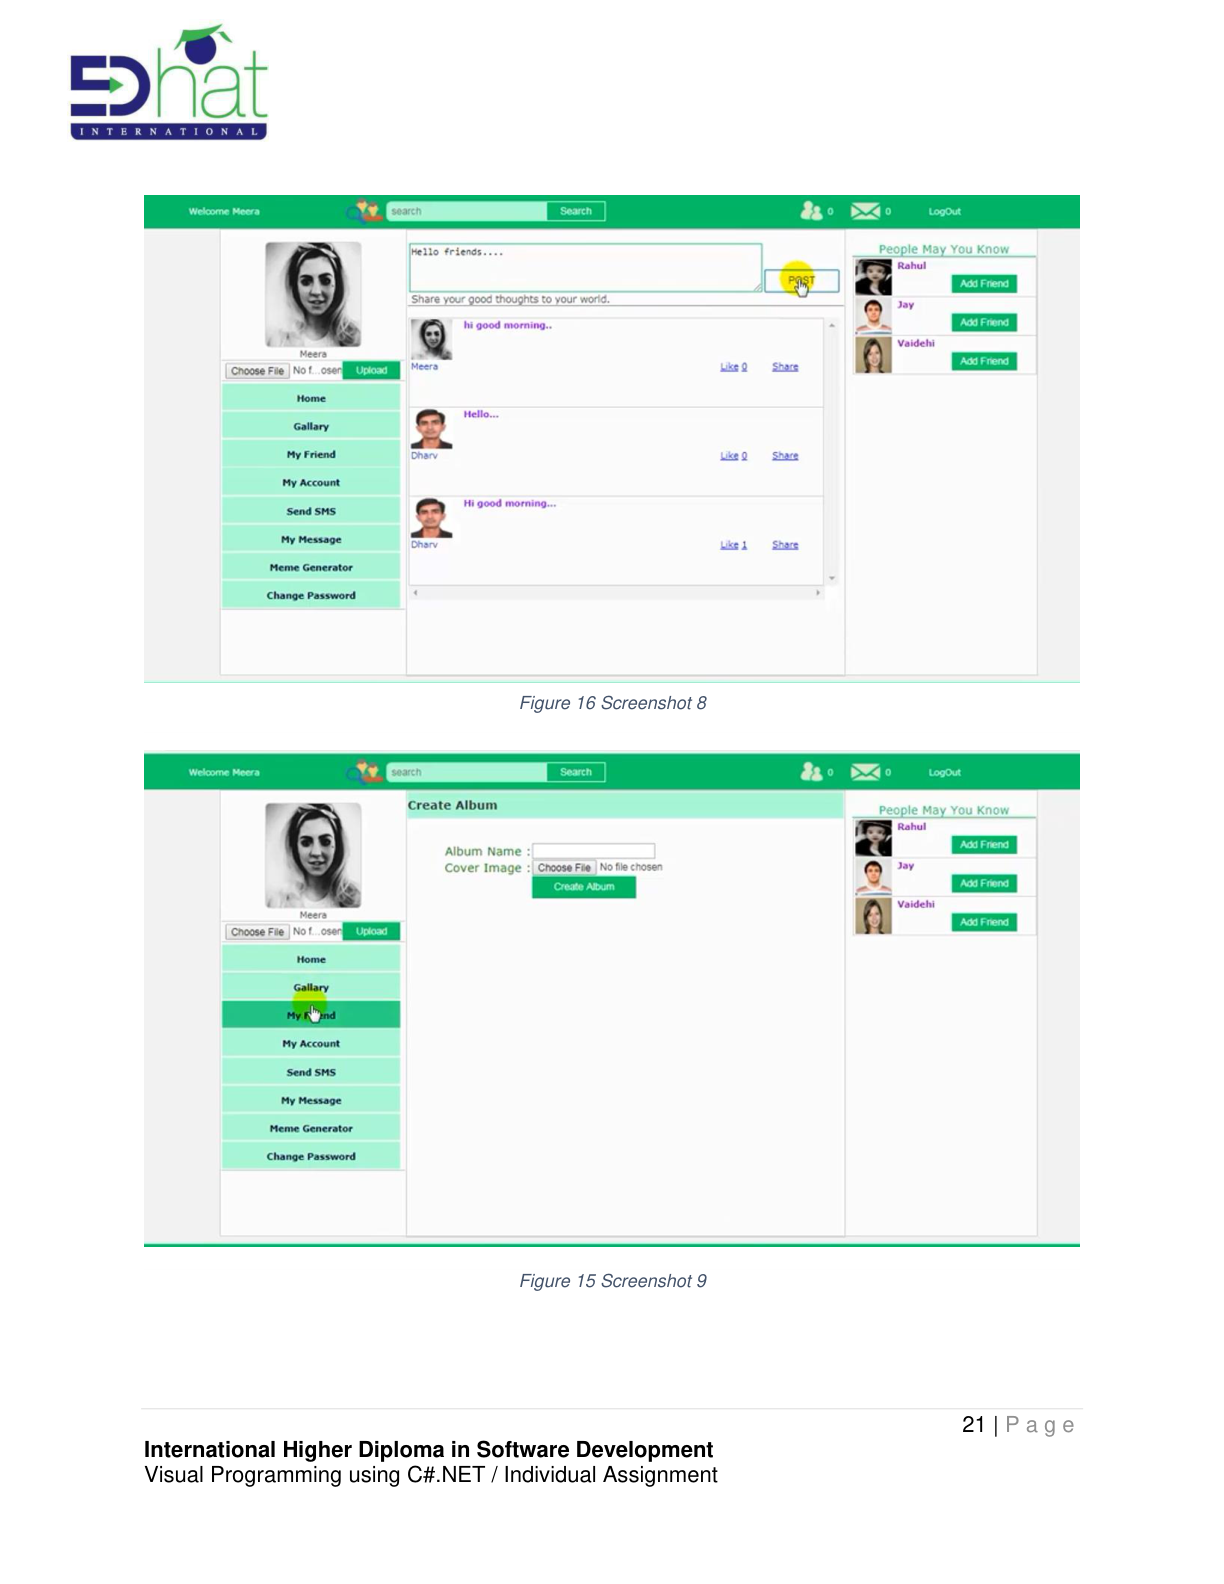 EDhat
INTERNATIONAL
Welcome Meera
search
Search
0
0
LogOut
Meera
Choose File No f...osen Upload
Home
Gallary
My Friend
My Account
Send SMS
My Message
Meme Generator
Change Password
Hello friends....
POST
Share your good thoughts to your world.
hi good morning..
Meera
Like 0 Share
Hello...
Dharv
Like 0 Share
Hi good morning...
Dharv
Like 1 Share
People May You Know
Rahul
Add Friend
Jay
Add Friend
Vaidehi
Add Friend
Figure 16 Screenshot 8
Welcome Meera
search
Search
0
0
LogOut
Meera
Choose File No f...osen Upload
Home
Gallary
My Friend
My Account
Send SMS
My Message
Meme Generator
Change Password
Create Album
Album Name :
Cover Image : Choose File No file chosen
Create Album
People May You Know
Rahul
Add Friend
Jay
Add Friend
Vaidehi
Add Friend
Figure 15 Screenshot 9
21 | Page
International Higher Diploma in Software Development
Visual Programming using C#.NET / Individual Assignment